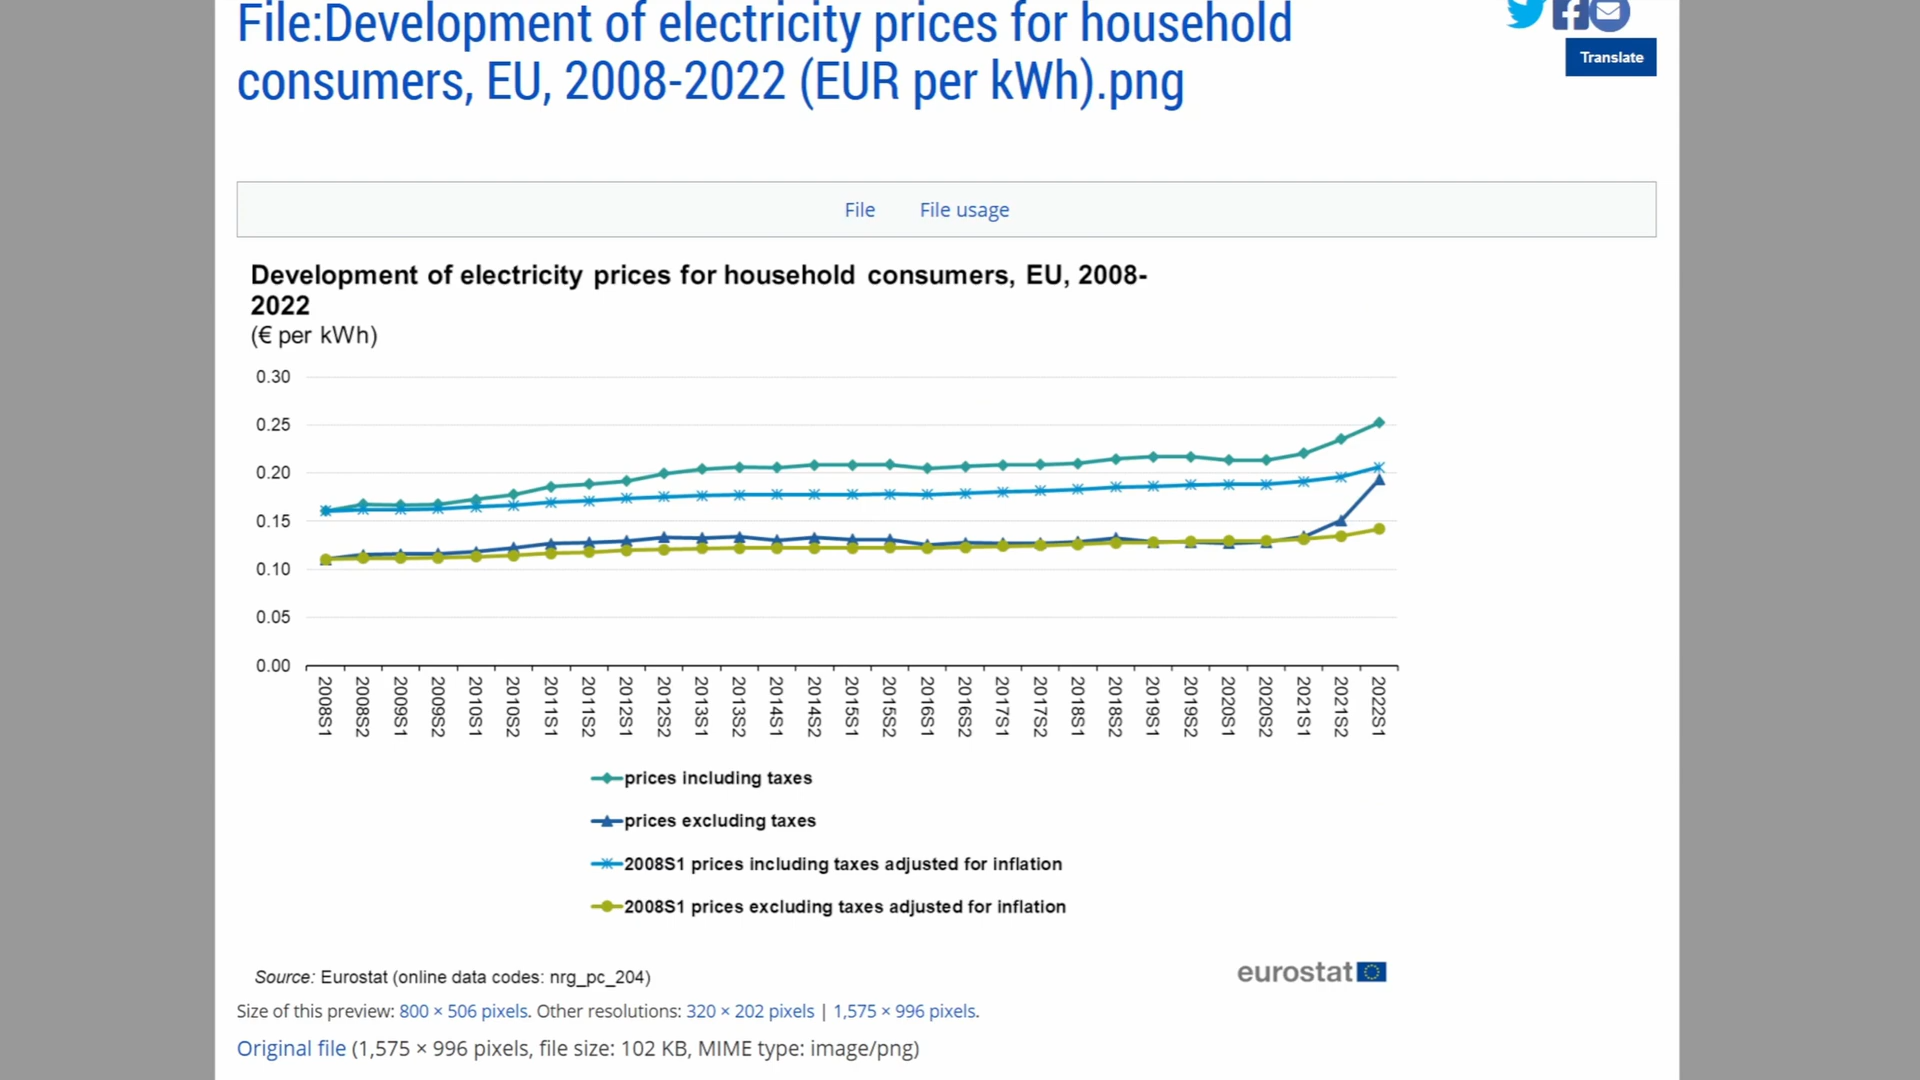 File:Development of electricity prices for household
consumers, EU, 2008-2022 (EUR per kWh).png
Translate
File File usage
Development of electricity prices for household consumers, EU, 2008-
2022
(€ per kWh)
0.30
0.25
0.20
0.15
0.10
0.05
0.00
2008S1 2008S2 2009S1 2009S2 2010S1 2010S2 2011S1 2011S2 2012S1 2012S2 2013S1 2013S2 2014S1 2014S2 2015S1 2015S2 2016S1 2016S2 2017S1 2017S2 2018S1 2018S2 2019S1 2019S2 2020S1 2020S2 2021S1 2021S2 2022S1
prices including taxes
prices excluding taxes
2008S1 prices including taxes adjusted for inflation
2008S1 prices excluding taxes adjusted for inflation
Source: Eurostat (online data codes: nrg_pc_204)
eurostat
Size of this preview: 800 × 506 pixels. Other resolutions: 320 × 202 pixels | 1,575 × 996 pixels.
Original file (1,575 × 996 pixels, file size: 102 KB, MIME type: image/png)